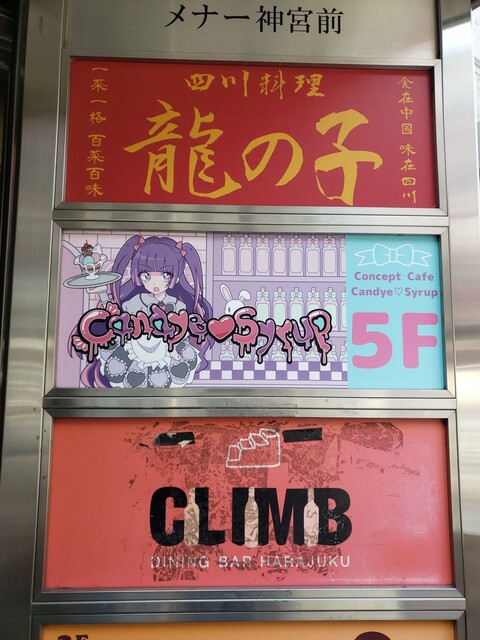 メナー神宮前
四川料理
龍の子
一菜一格 百菜百味
食在中国 味在四川
Candye♥Syrup
Concept Cafe
Candye♡Syrup
5F
CLIMB
DINING BAR HARAJUKU